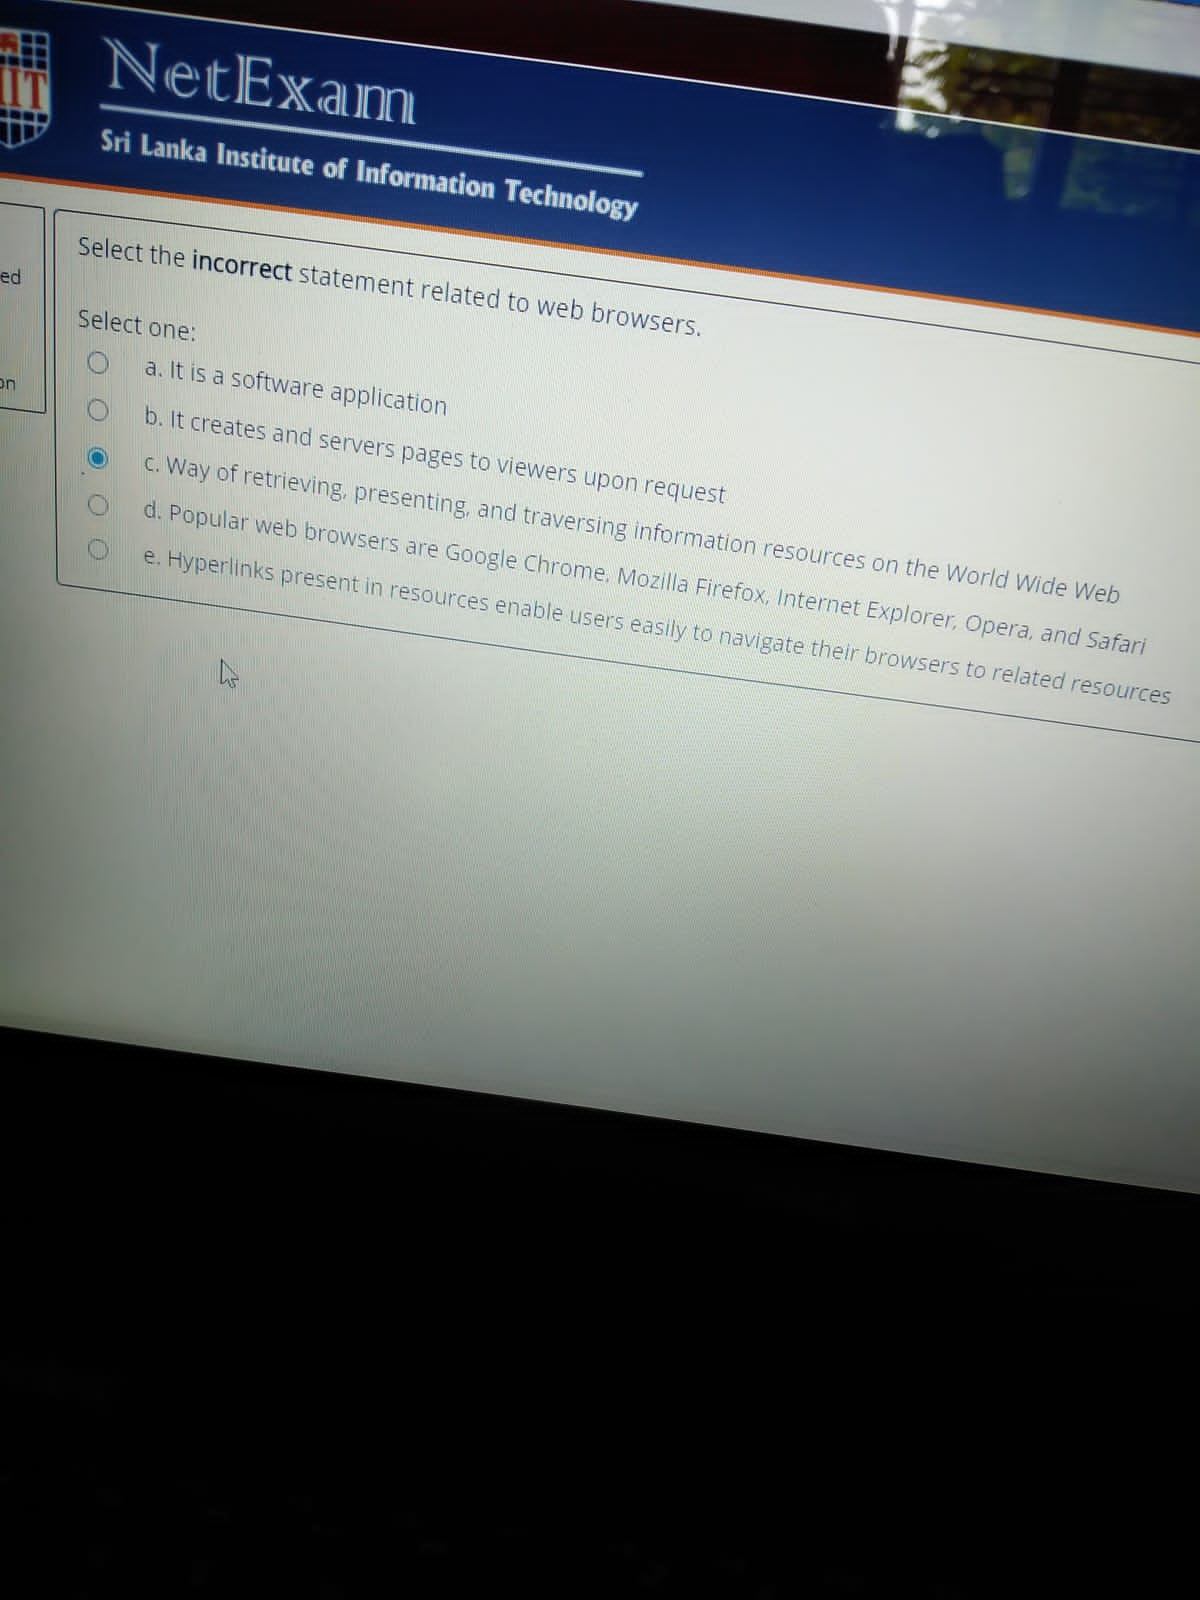 IIT
NetExam
Sri Lanka Institute of Information Technology
ed
on
Select the incorrect statement related to web browsers.
Select one:
a. It is a software application
b. It creates and servers pages to viewers upon request
c. Way of retrieving, presenting, and traversing information resources on the World Wide Web
d. Popular web browsers are Google Chrome, Mozilla Firefox, Internet Explorer, Opera, and Safari
e. Hyperlinks present in resources enable users easily to navigate their browsers to related resources